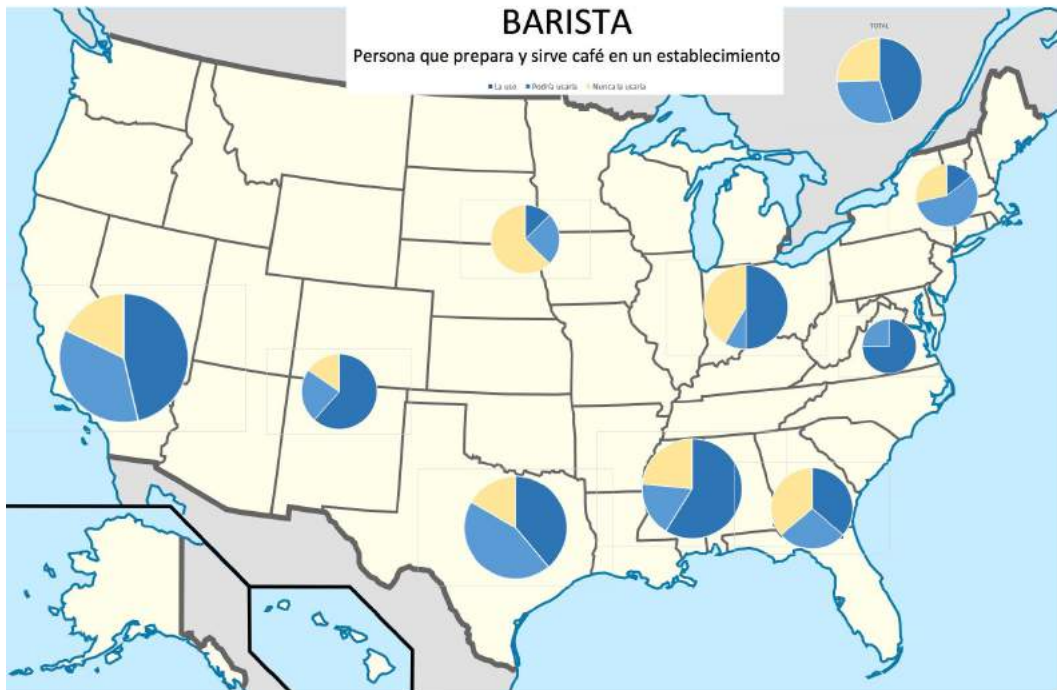 BARISTA
Persona que prepara y sirve café en un establecimiento
La uso Podría usarla Nunca la usaría
TOTAL